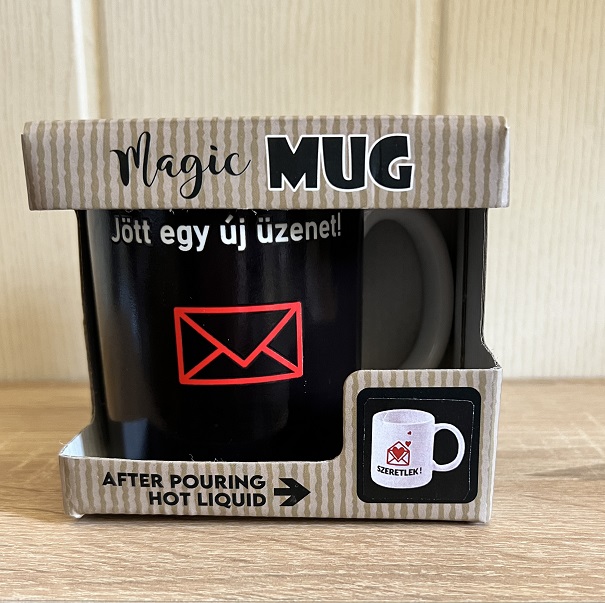 Magic MUG
Jött egy új üzenet!
AFTER POURING
HOT LIQUID
SZERETLEK!